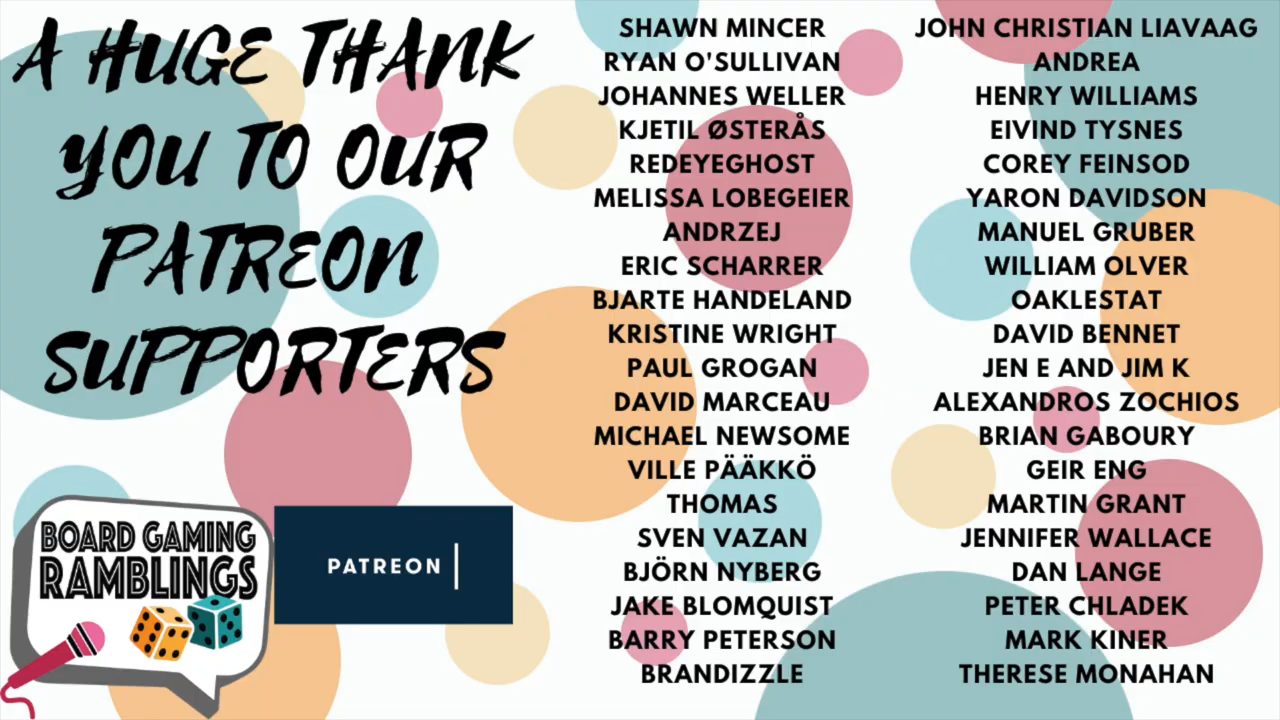 A HUGE THANK
YOU TO OUR
PATREON
SUPPORTERS
BOARD GAMING
RAMBLINGS
PATREON
SHAWN MINCER
RYAN O'SULLIVAN
JOHANNES WELLER
KJETIL ØSTERÅS
REDEYEGHOST
MELISSA LOBEGEIER
ANDRZEJ
ERIC SCHARRER
BJARTE HANDELAND
KRISTINE WRIGHT
PAUL GROGAN
DAVID MARCEAU
MICHAEL NEWSOME
VILLE PÄÄKKÖ
THOMAS
SVEN VAZAN
BJÖRN NYBERG
JAKE BLOMQUIST
BARRY PETERSON
BRANDIZZLE
JOHN CHRISTIAN LIAVAAG
ANDREA
HENRY WILLIAMS
EIVIND TYSNES
COREY FEINSOD
YARON DAVIDSON
MANUEL GRUBER
WILLIAM OLVER
OAKLESTAT
DAVID BENNET
JEN E AND JIM K
ALEXANDROS ZOCHIOS
BRIAN GABOURY
GEIR ENG
MARTIN GRANT
JENNIFER WALLACE
DAN LANGE
PETER CHLADEK
MARK KINER
THERESE MONAHAN